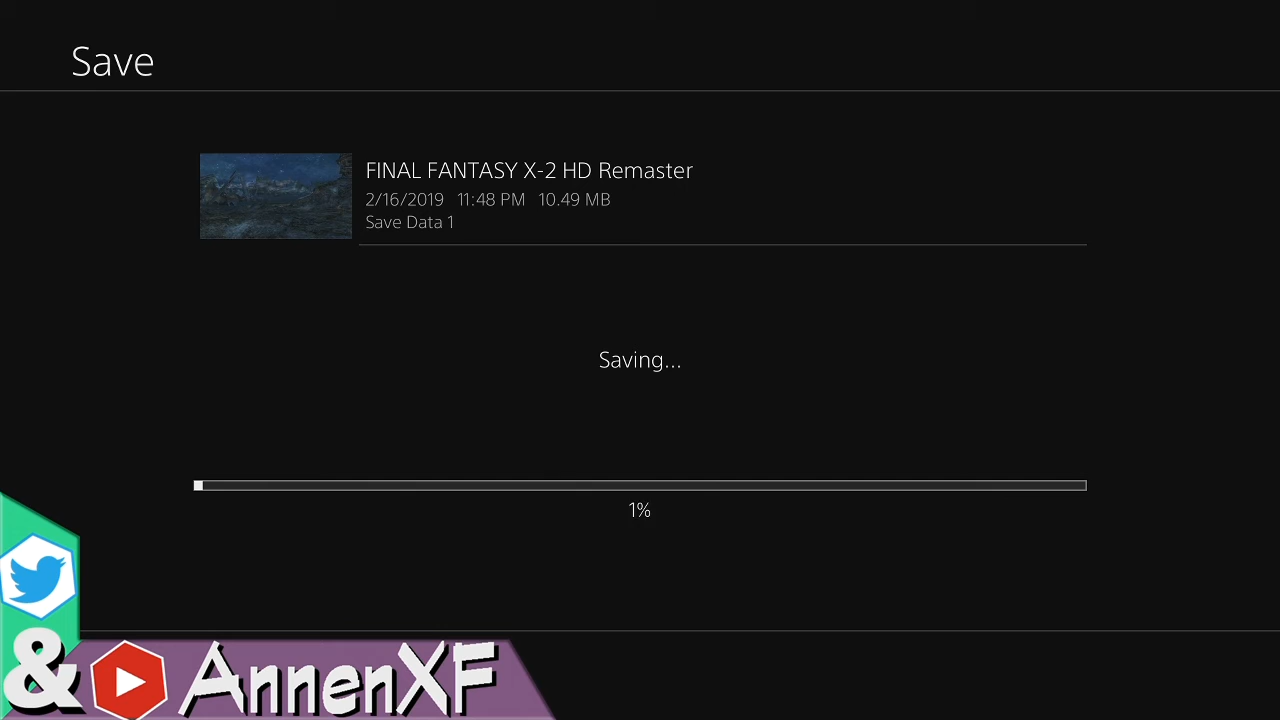 Save
FINAL FANTASY X-2 HD Remaster
2/16/2019 11:48 PM 10.49 MB
Save Data 1
Saving...
1%
& AnnenXF